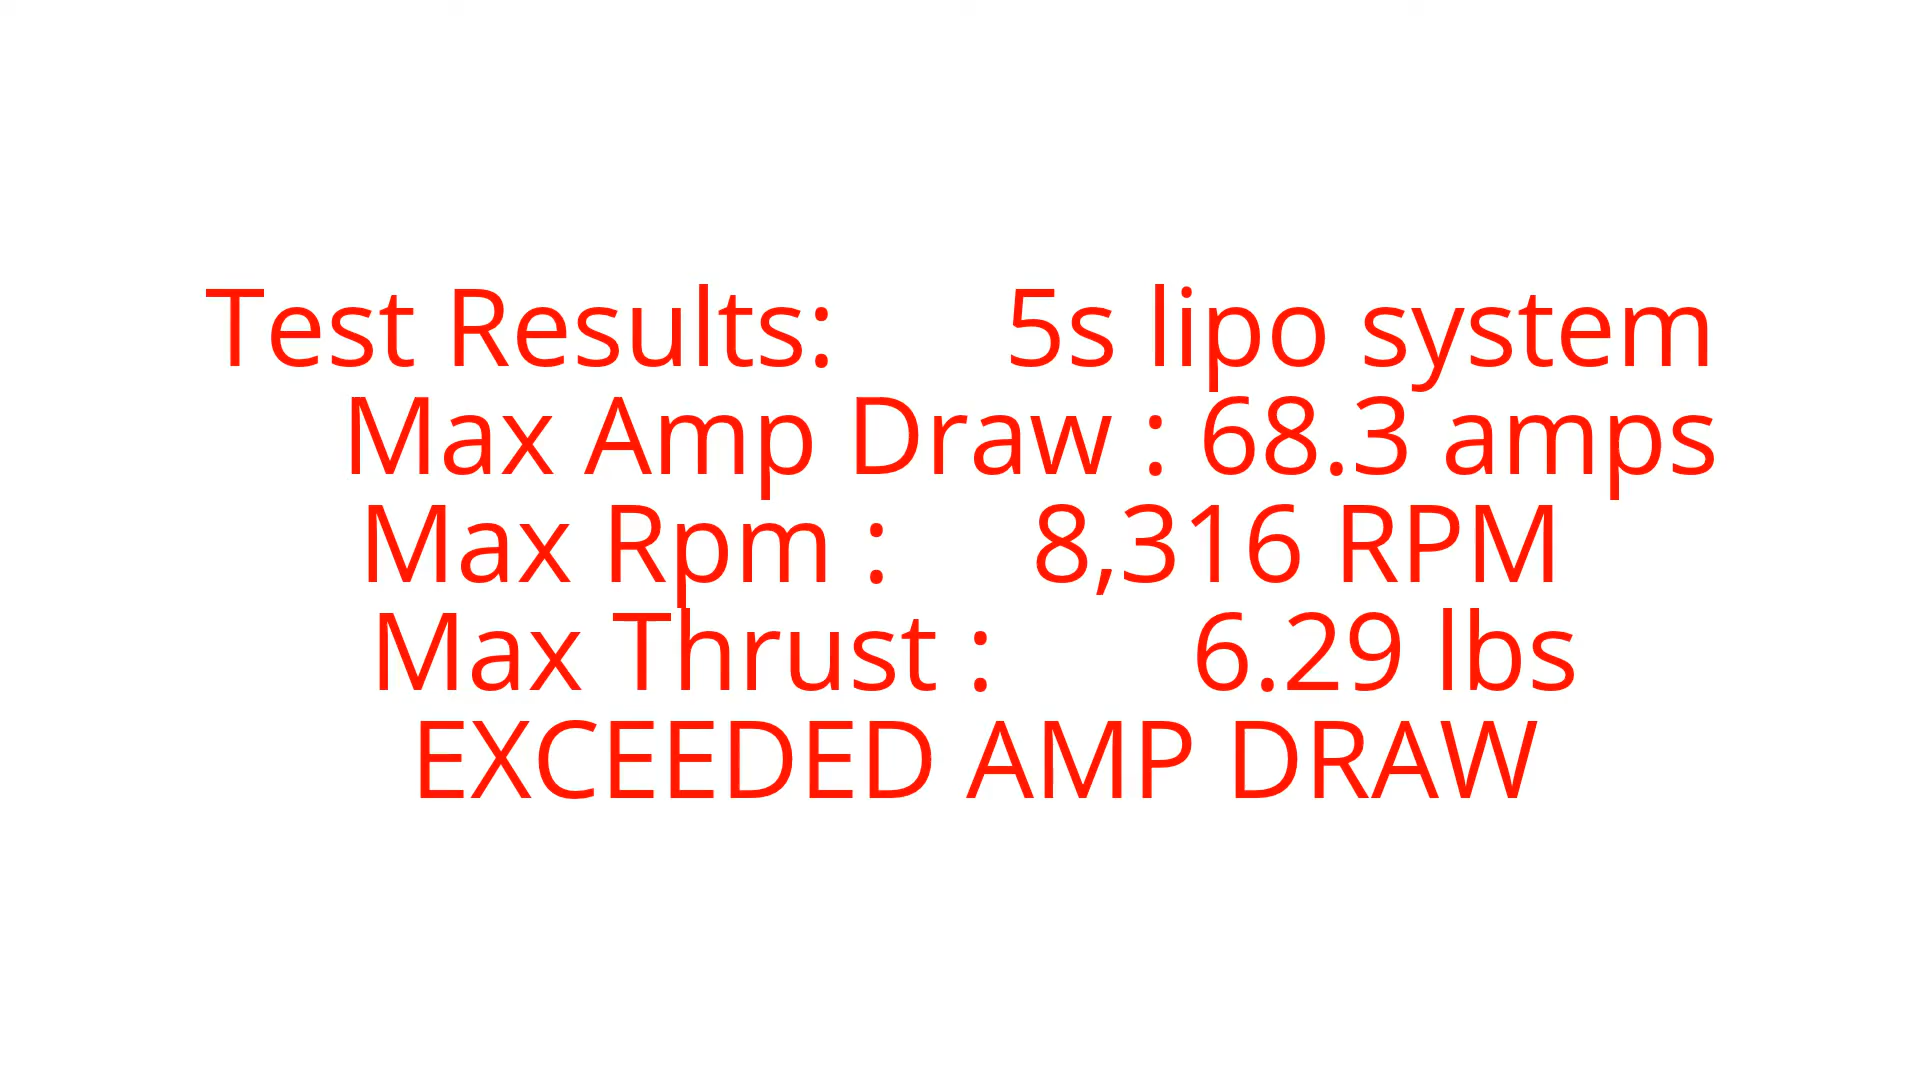 Test Results: 5s lipo system
Max Amp Draw : 68.3 amps
Max Rpm : 8,316 RPM
Max Thrust : 6.29 lbs
EXCEEDED AMP DRAW